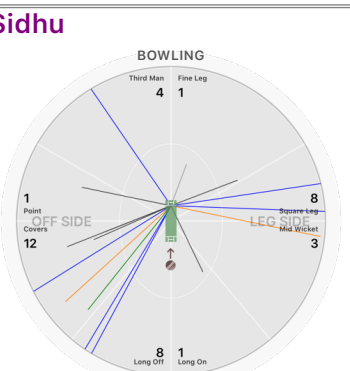 Sidhu
BOWLING
Third Man Fine Leg
4 1
1 8
Point Square Leg
OFF SIDE LEG SIDE
Covers Mid Wicket
12 3
8 1
Long Off Long On